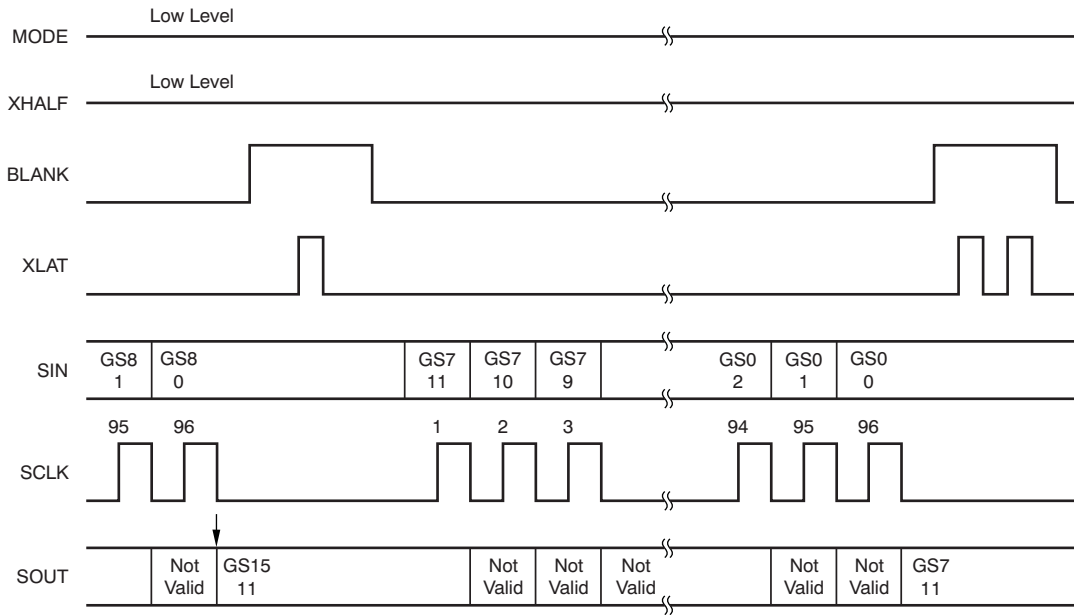 Low Level
MODE
Low Level
XHALF
BLANK
XLAT
SIN
GS8 GS8 GS7 GS7 GS7 GS0 GS0 GS0
1 0 11 10 9 2 1 0
95 96 1 2 3 94 95 96
SCLK
SOUT
Not GS15 Not Not Not Not Not GS7
Valid 11 Valid Valid Valid Valid Valid 11